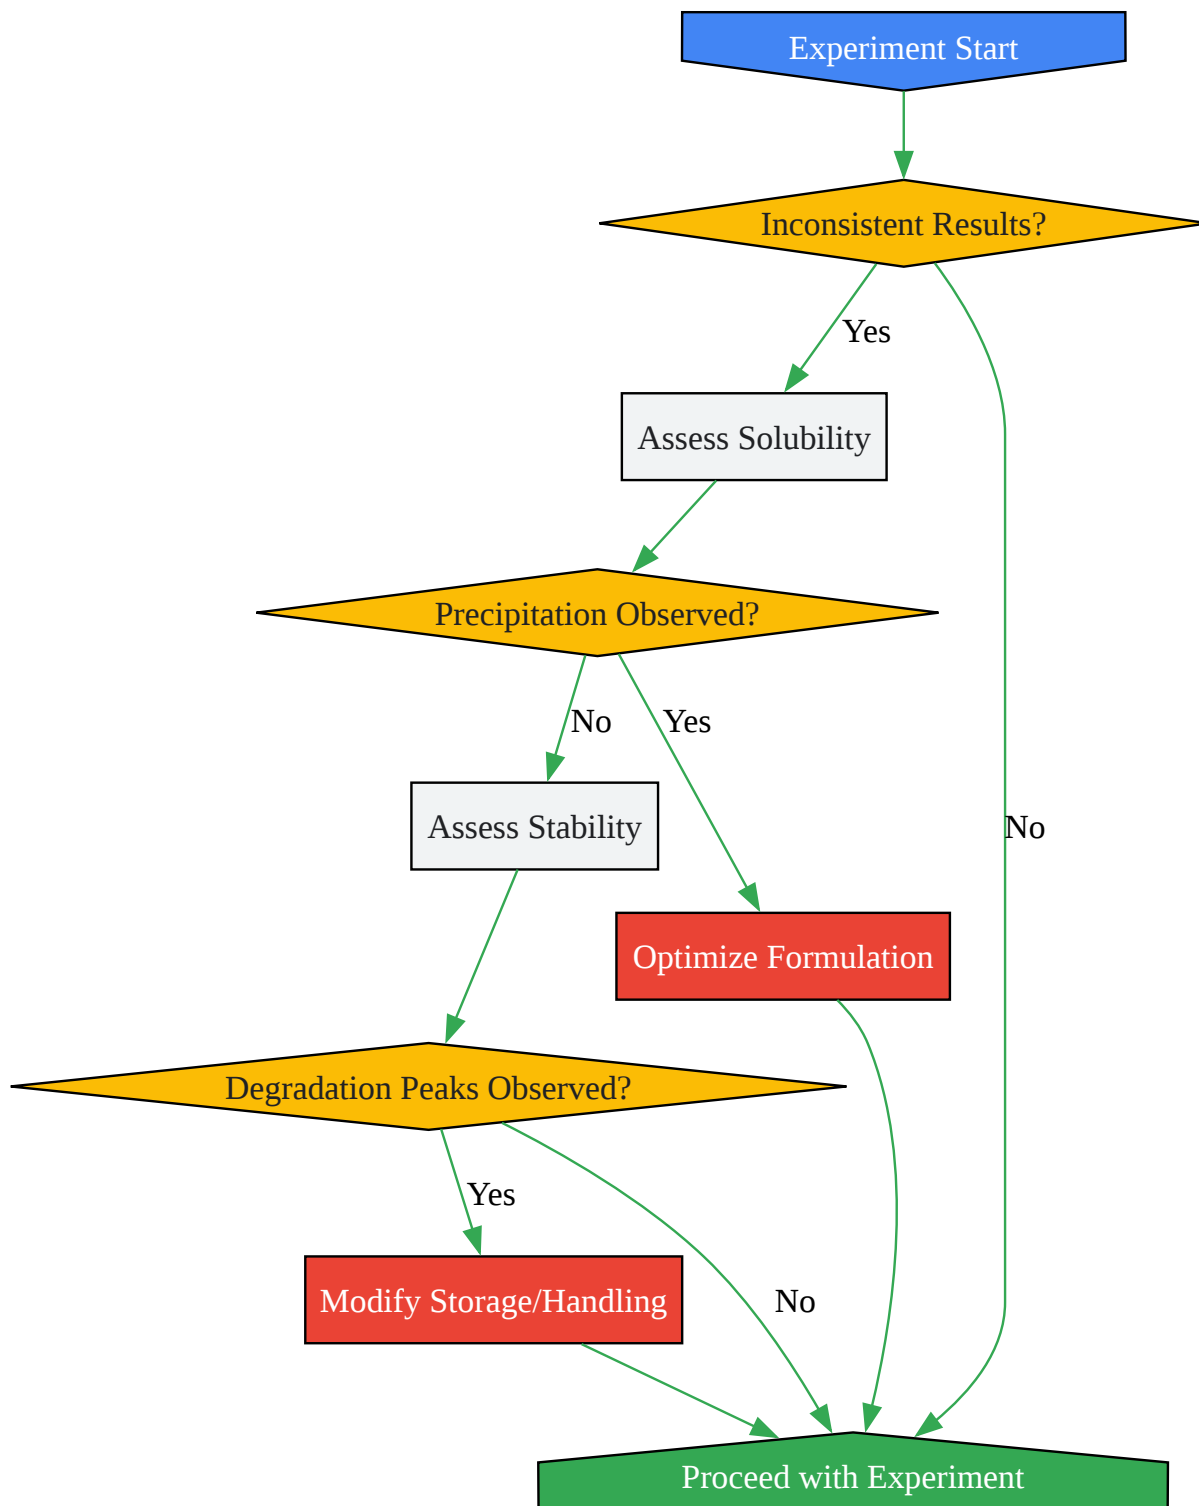 Experiment Start
Inconsistent Results?
Yes
Assess Solubility
Precipitation Observed?
No
Yes
Assess Stability
No
Optimize Formulation
Degradation Peaks Observed?
Yes
Modify Storage/Handling
No
Proceed with Experiment